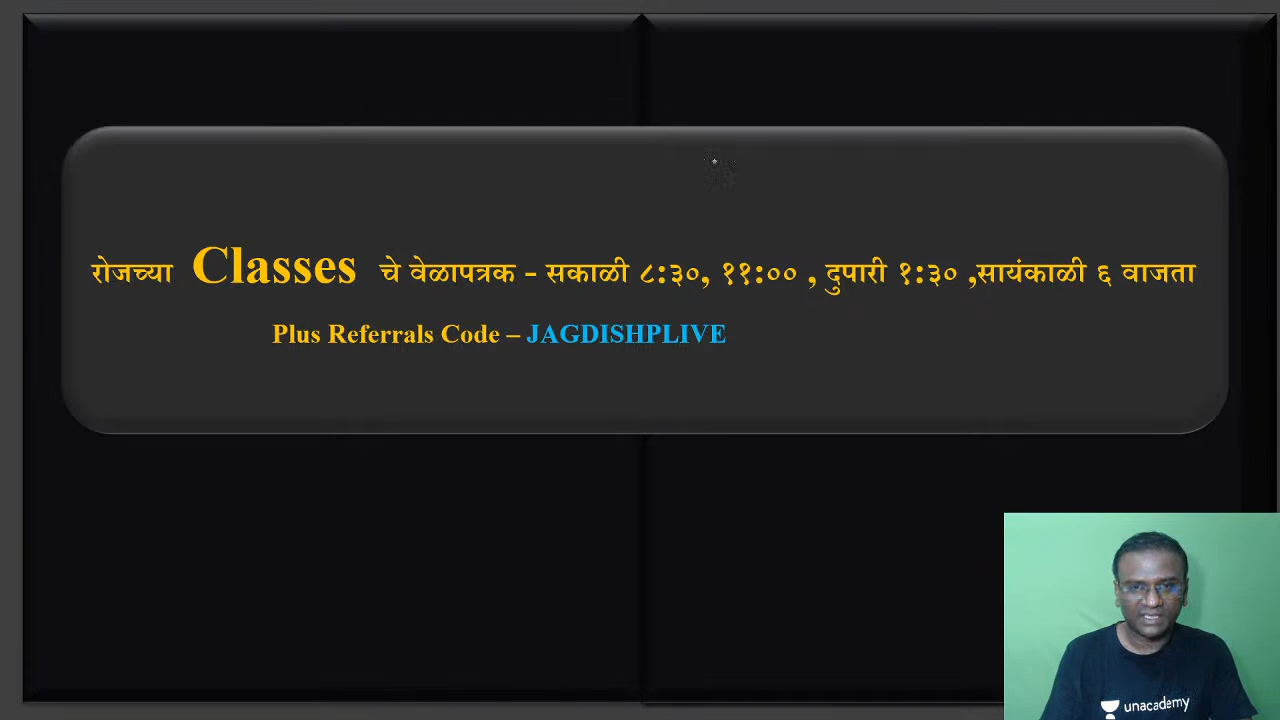 रोजच्या Classes चे वेळापत्रक - सकाळी ८:३०, ११:०० , दुपारी १:३० ,सायंकाळी ६ वाजता
Plus Referrals Code – JAGDISHPLIVE
unacademy